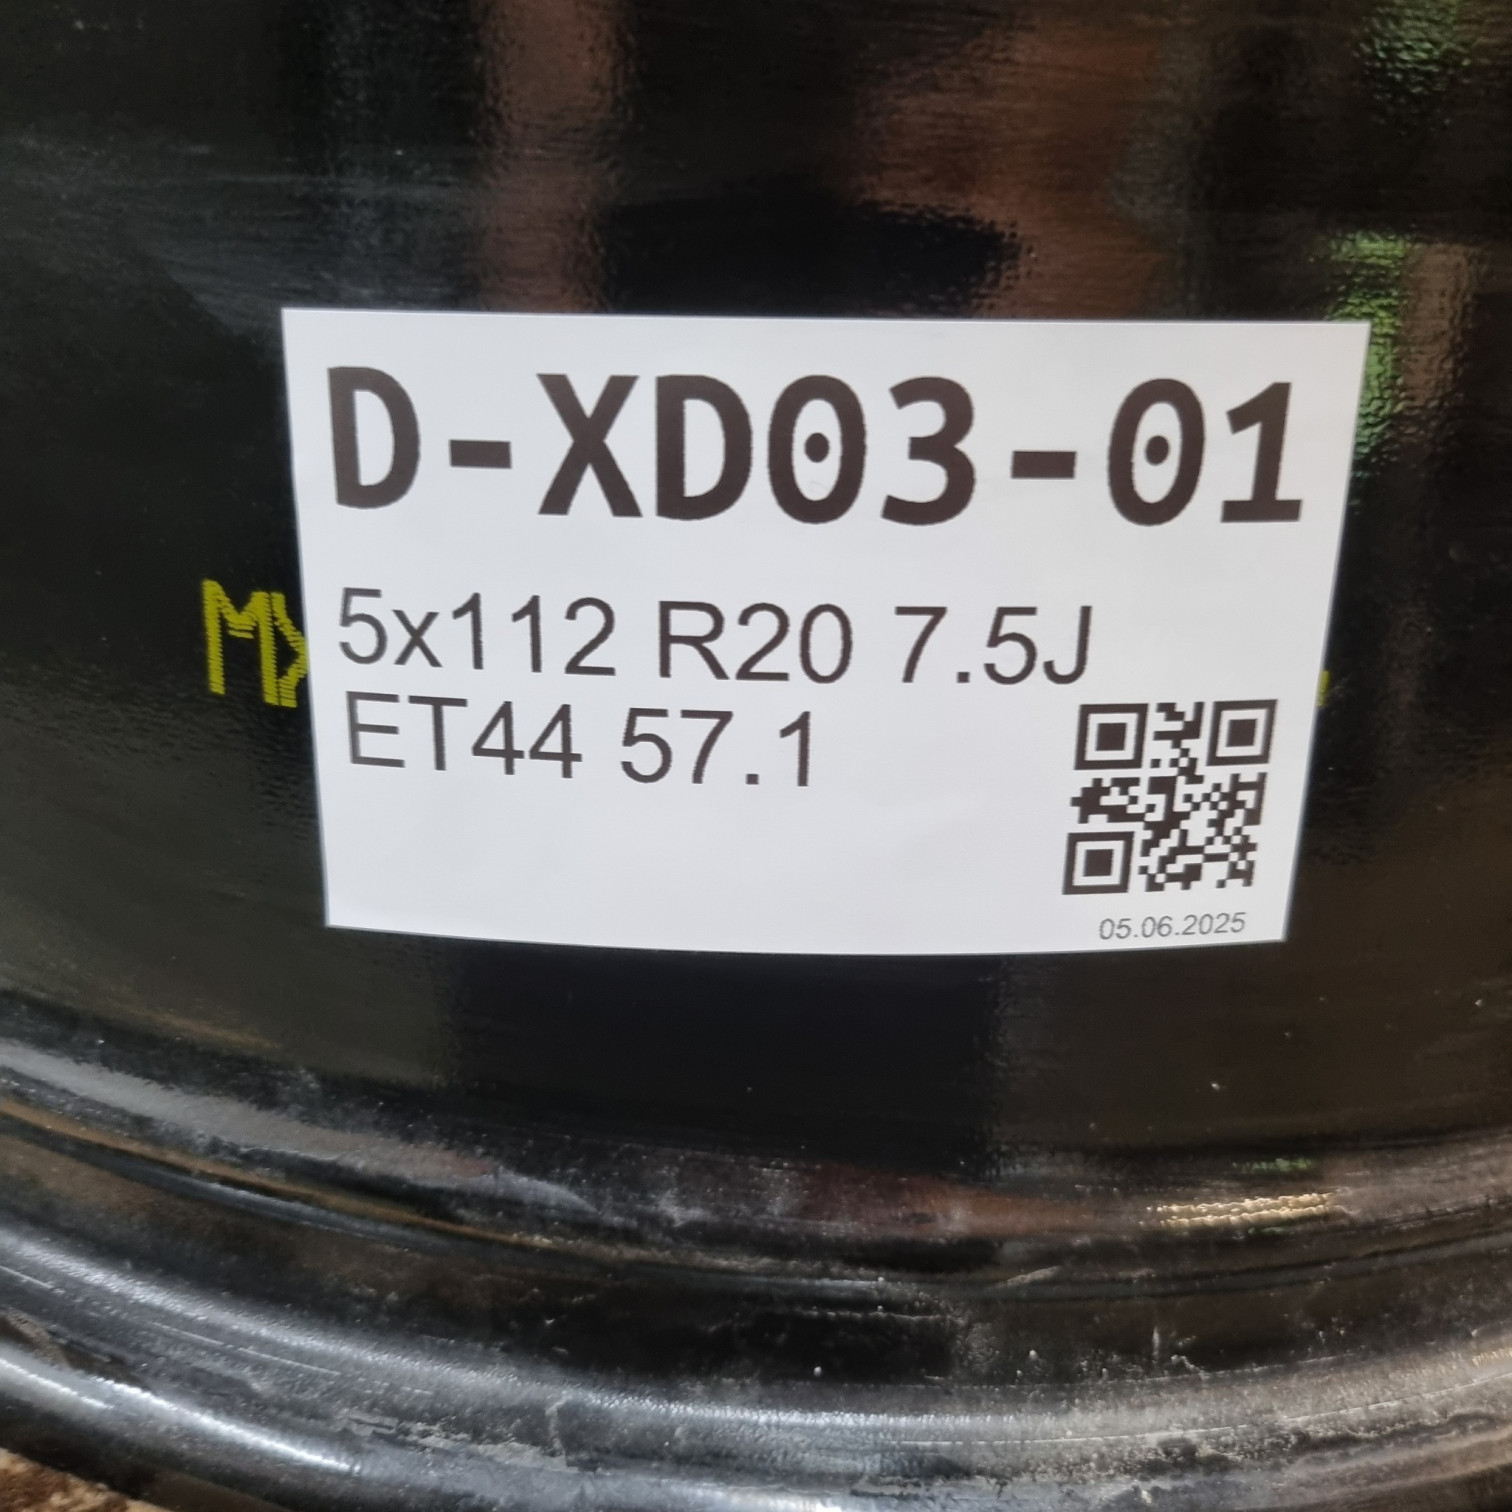 D-XD03-01
5x112 R20 7.5J
ET44 57.1
05.06.2025